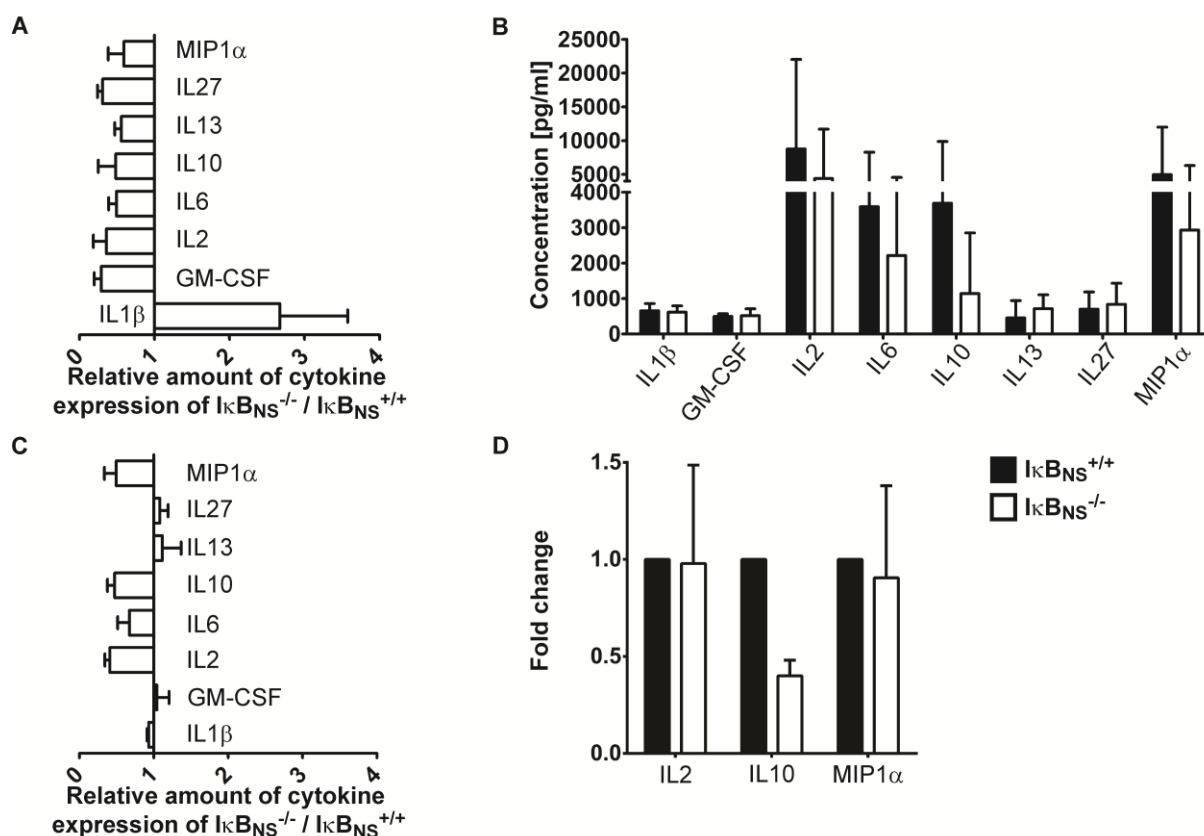 A
MIP1α
IL27
IL13
IL10
IL6
IL2
GM-CSF
IL1β
0 1 2 3 4
Relative amount of cytokine
expression of IκBNS-/- / IκBNS+/+
B
25000
20000
15000
10000
5000
4000
3000
2000
1000
0
Concentration [pg/ml]
IL1β GM-CSF IL2 IL6 IL10 IL13 IL27 MIP1α
C
MIP1α
IL27
IL13
IL10
IL6
IL2
GM-CSF
IL1β
0 1 2 3 4
Relative amount of cytokine
expression of IκBNS-/- / IκBNS+/+
D
1.5
1.0
0.5
0.0
Fold change
IL2 IL10 MIP1α
IκBNS+/+
IκBNS-/-